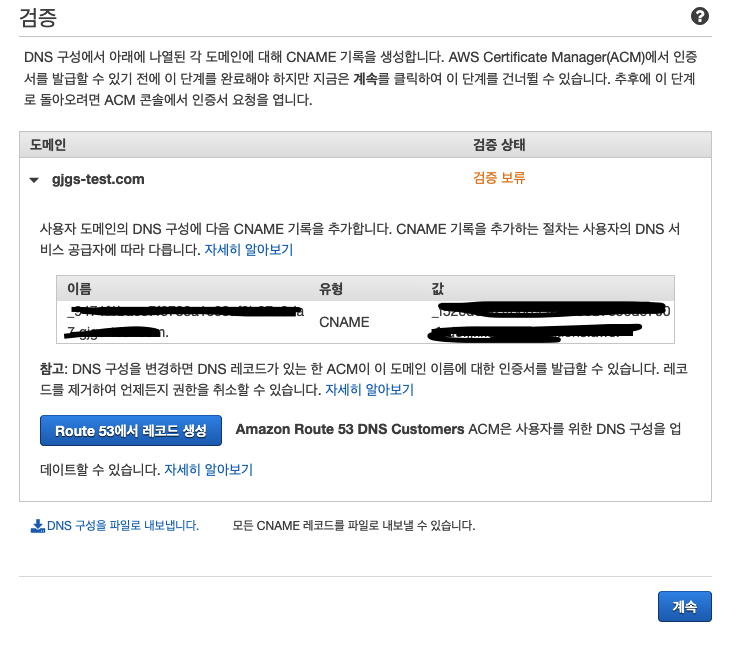 검증
DNS 구성에서 아래에 나열된 각 도메인에 대해 CNAME 기록을 생성합니다. AWS Certificate Manager(ACM)에서 인증
서를 발급할 수 있기 전에 이 단계를 완료해야 하지만 지금은 계속를 클릭하여 이 단계를 건너뛸 수 있습니다. 추후에 이 단계
로 돌아오려면 ACM 콘솔에서 인증서 요청을 엽니다.
도메인 검증 상태
gjgs-test.com 검증 보류
사용자 도메인의 DNS 구성에 다음 CNAME 기록을 추가합니다. CNAME 기록을 추가하는 절차는 사용자의 DNS 서
비스 공급자에 따라 다릅니다. 자세히 알아보기
이름 유형 값
CNAME
참고: DNS 구성을 변경하면 DNS 레코드가 있는 한 ACM이 이 도메인 이름에 대한 인증서를 발급할 수 있습니다. 레코
드를 제거하여 언제든지 권한을 취소할 수 있습니다. 자세히 알아보기
Route 53에서 레코드 생성 Amazon Route 53 DNS Customers ACM은 사용자를 위한 DNS 구성을 업
데이트할 수 있습니다. 자세히 알아보기
DNS 구성을 파일로 내보냅니다. 모든 CNAME 레코드를 파일로 내보낼 수 있습니다.
계속